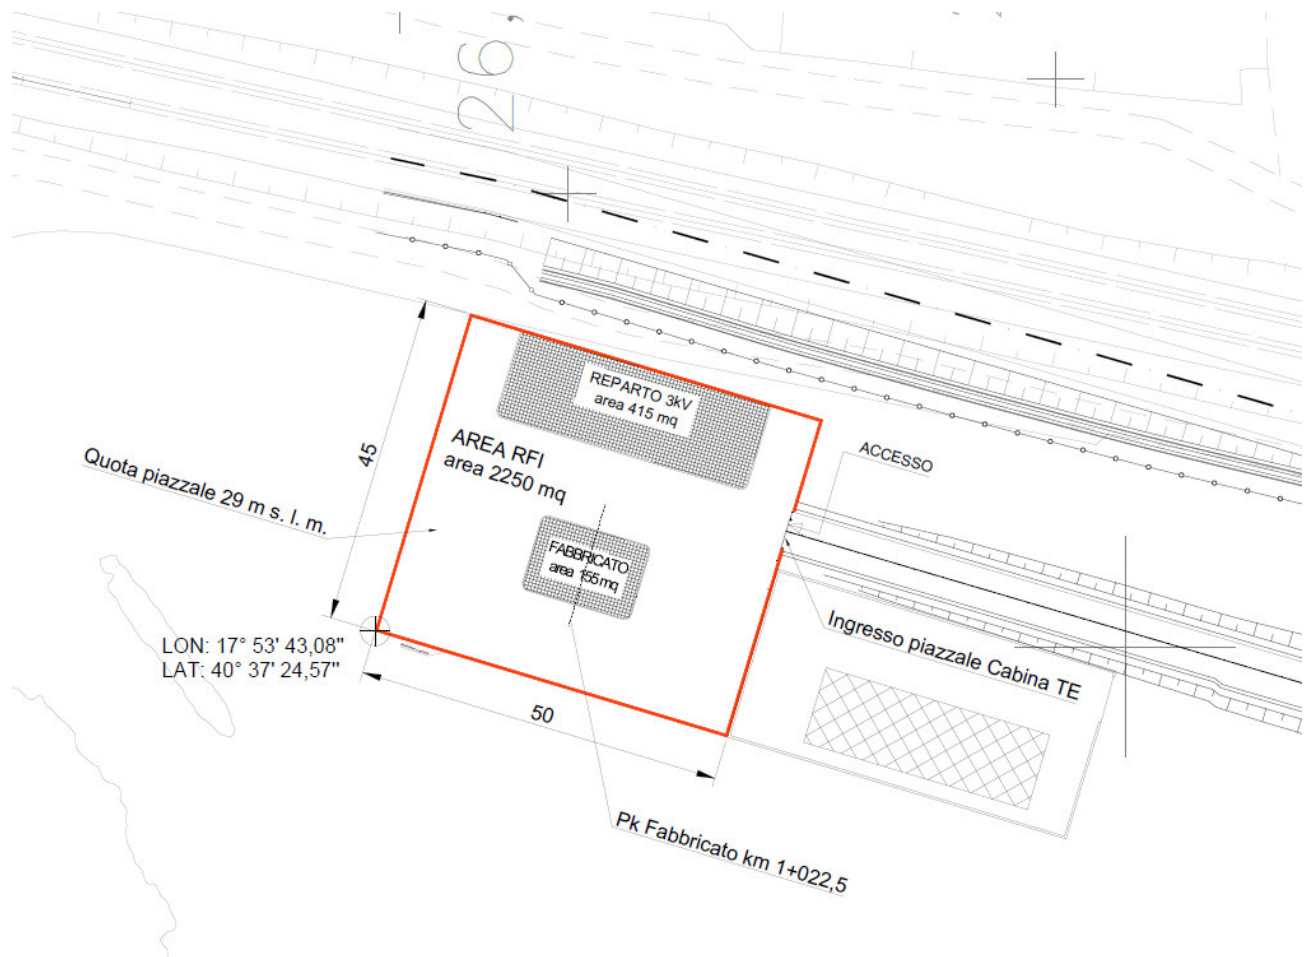 26,
REPARTO 3kV
area 415 mq
AREA RFI
area 2250 mq
ACCESSO
45
Quota piazzale 29 m s. l. m.
FABBRICATO
area 155 mq
LON: 17° 53' 43,08"
LAT: 40° 37' 24,57"
Ingresso piazzale Cabina TE
50
Pk Fabbricato km 1+022,5